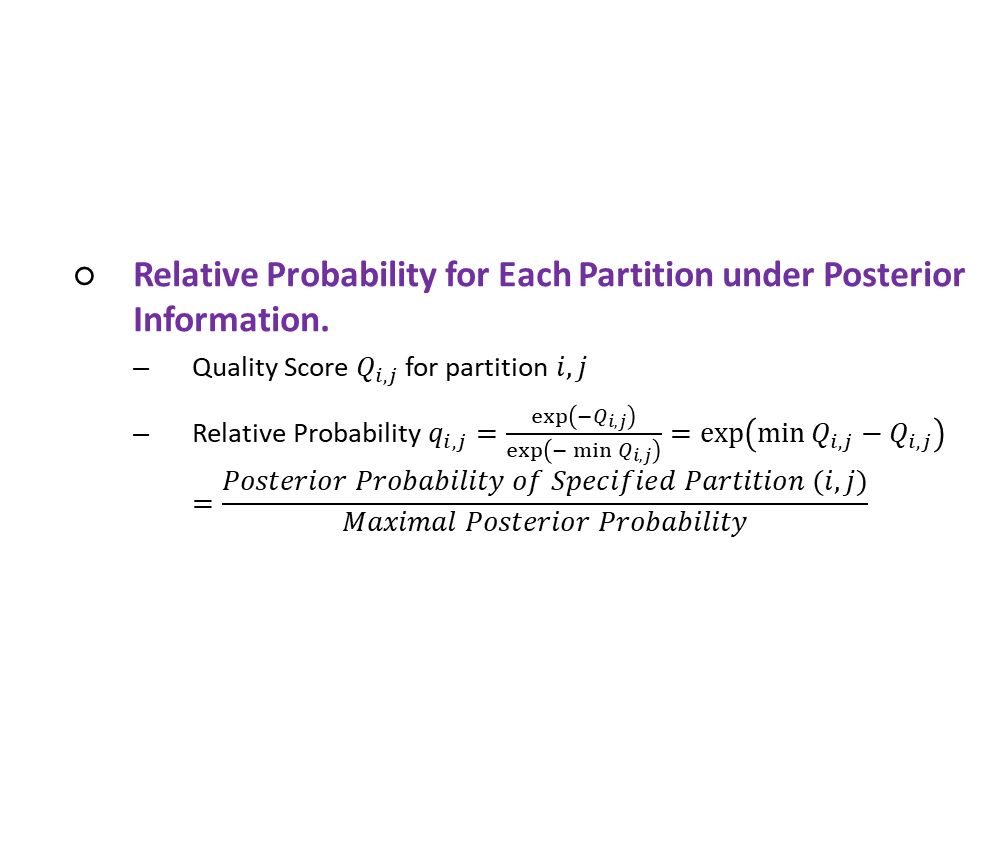 ○ Relative Probability for Each Partition under Posterior
Information.
– Quality Score $Q_{i,j}$ for partition $i,j$
– Relative Probability $q_{i,j} = \frac{\exp(-Q_{i,j})}{\exp(-\min Q_{i,j})} = \exp(\min Q_{i,j} - Q_{i,j})$
$= \frac{Posterior\ Probability\ of\ Specified\ Partition\ (i,j)}{Maximal\ Posterior\ Probability}$